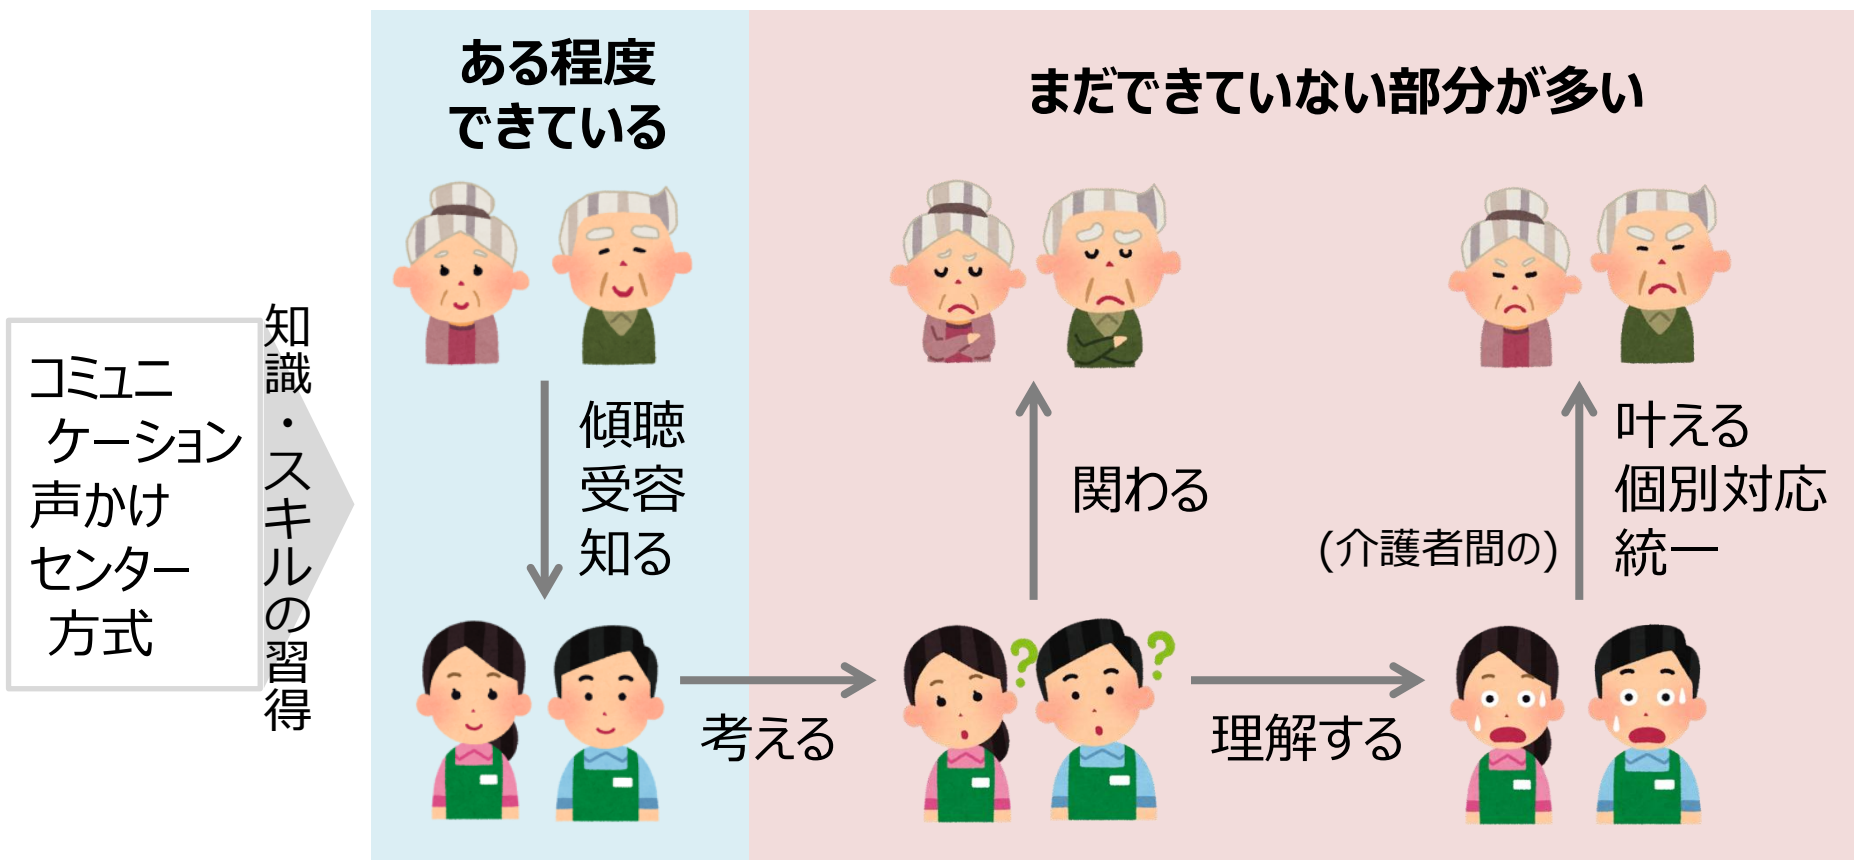 コミュニ
ケーション
声かけ
センター
方式
知識・スキルの習得
ある程度
できている
傾聴
受容
知る
考える
まだできていない部分が多い
??
関わる
理解する
(介護者間の)
叶える
個別対応
統一